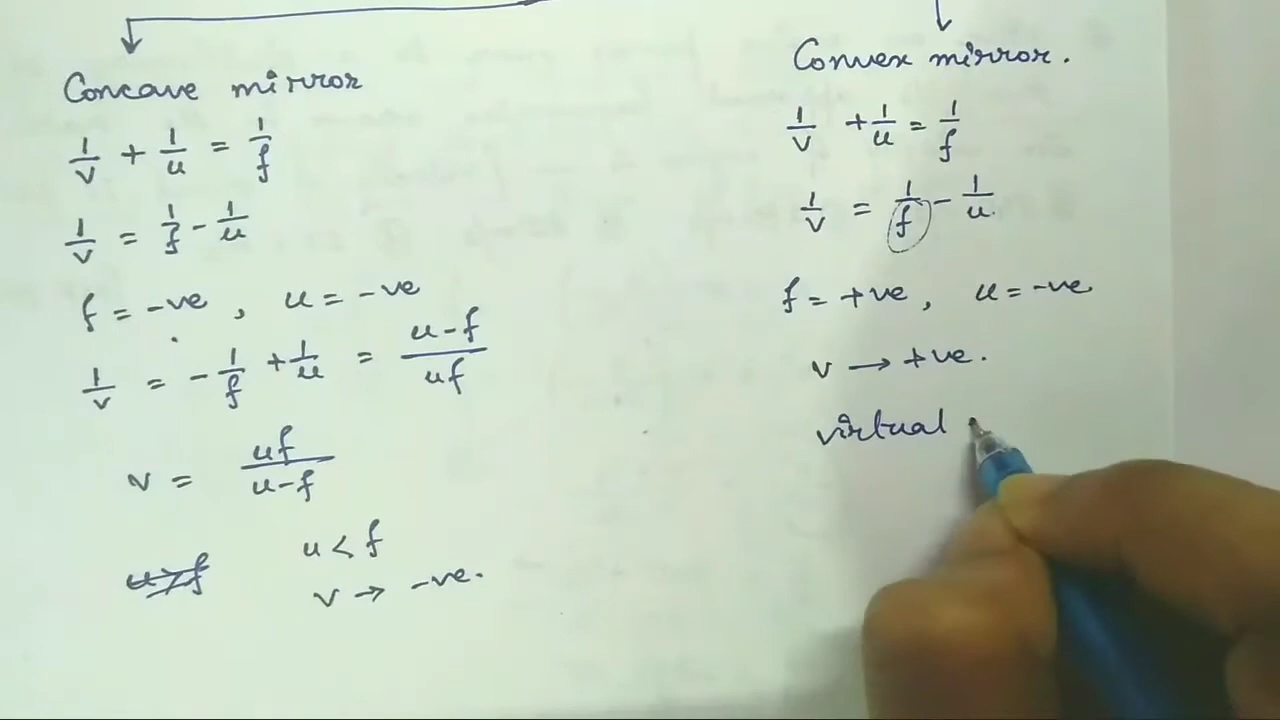 Concave mirror
1/v + 1/u = 1/f
1/v = 1/f - 1/u
f = -ve , u = -ve
1/v = - 1/f + 1/u = u-f/uf
v = uf/u-f
u>f u < f
v → -ve.
Convex mirror.
1/v + 1/u = 1/f
1/v = 1/f - 1/u
f = +ve , u = -ve
v → +ve.
virtual